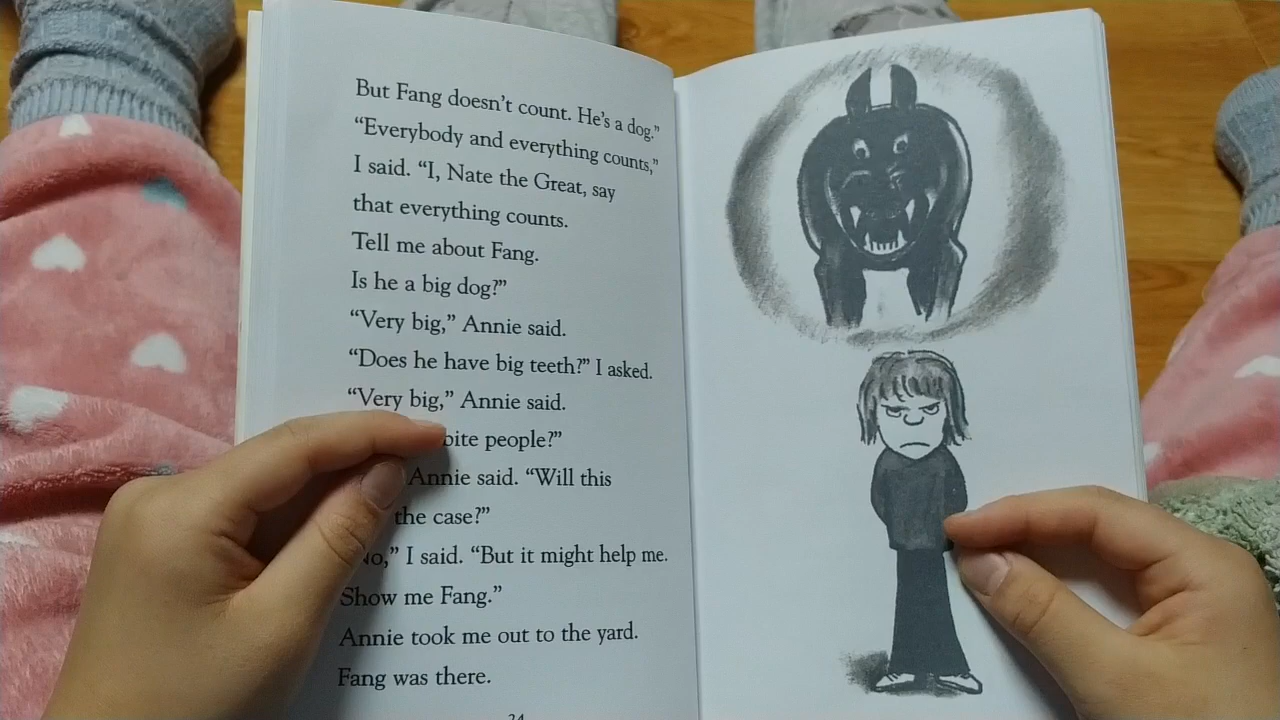 But Fang doesn't count. He's a dog."
"Everybody and everything counts,"
I said. "I, Nate the Great, say
that everything counts.
Tell me about Fang.
Is he a big dog?"
"Very big," Annie said.
"Does he have big teeth?" I asked.
"Very big," Annie said.
bite people?"
Annie said. "Will this
the case?"
No," I said. "But it might help me.
Show me Fang."
Annie took me out to the yard.
Fang was there.